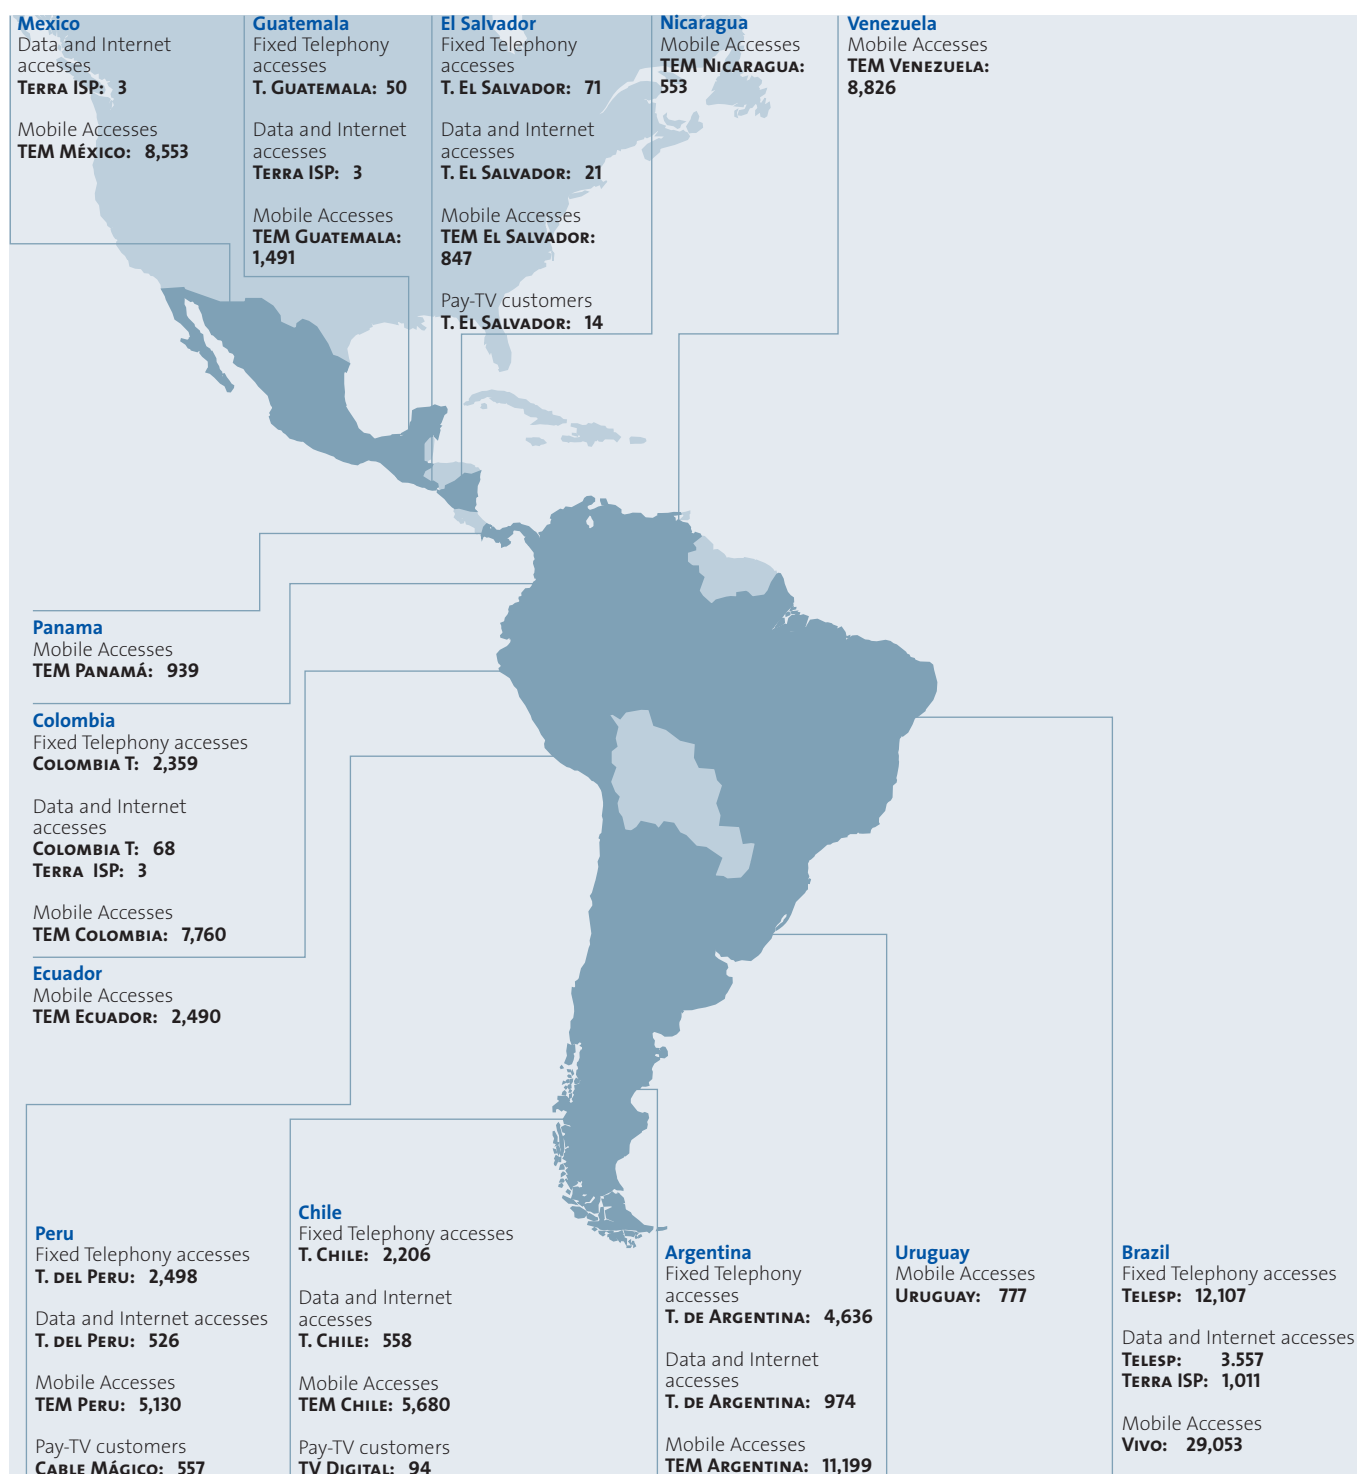 Mexico
Data and Internet
accesses
TERRA ISP: 3
Mobile Accesses
TEM MÉXICO: 8,553
Guatemala
Fixed Telephony
accesses
T. GUATEMALA: 50
Data and Internet
accesses
TERRA ISP: 3
Mobile Accesses
TEM GUATEMALA:
1,491
El Salvador
Fixed Telephony
accesses
T. EL SALVADOR: 71
Data and Internet
accesses
T. EL SALVADOR: 21
Mobile Accesses
TEM EL SALVADOR:
847
Pay-TV customers
T. EL SALVADOR: 14
Nicaragua
Mobile Accesses
TEM NICARAGUA:
553
Venezuela
Mobile Accesses
TEM VENEZUELA:
8,826
Panama
Mobile Accesses
TEM PANAMÁ: 939
Colombia
Fixed Telephony accesses
COLOMBIA T: 2,359
Data and Internet
accesses
COLOMBIA T: 68
TERRA ISP: 3
Mobile Accesses
TEM COLOMBIA: 7,760
Ecuador
Mobile Accesses
TEM ECUADOR: 2,490
Peru
Fixed Telephony accesses
T. DEL PERU: 2,498
Data and Internet accesses
T. DEL PERU: 526
Mobile Accesses
TEM PERU: 5,130
Pay-TV customers
CABLE MÁGICO: 557
Chile
Fixed Telephony accesses
T. CHILE: 2,206
Data and Internet
accesses
T. CHILE: 558
Mobile Accesses
TEM CHILE: 5,680
Pay-TV customers
TV DIGITAL: 94
Argentina
Fixed Telephony
accesses
T. DE ARGENTINA: 4,636
Data and Internet
accesses
T. DE ARGENTINA: 974
Mobile Accesses
TEM ARGENTINA: 11,199
Uruguay
Mobile Accesses
URUGUAY: 777
Brazil
Fixed Telephony accesses
TELESP: 12,107
Data and Internet accesses
TELESP: 3.557
TERRA ISP: 1,011
Mobile Accesses
VIVO: 29,053